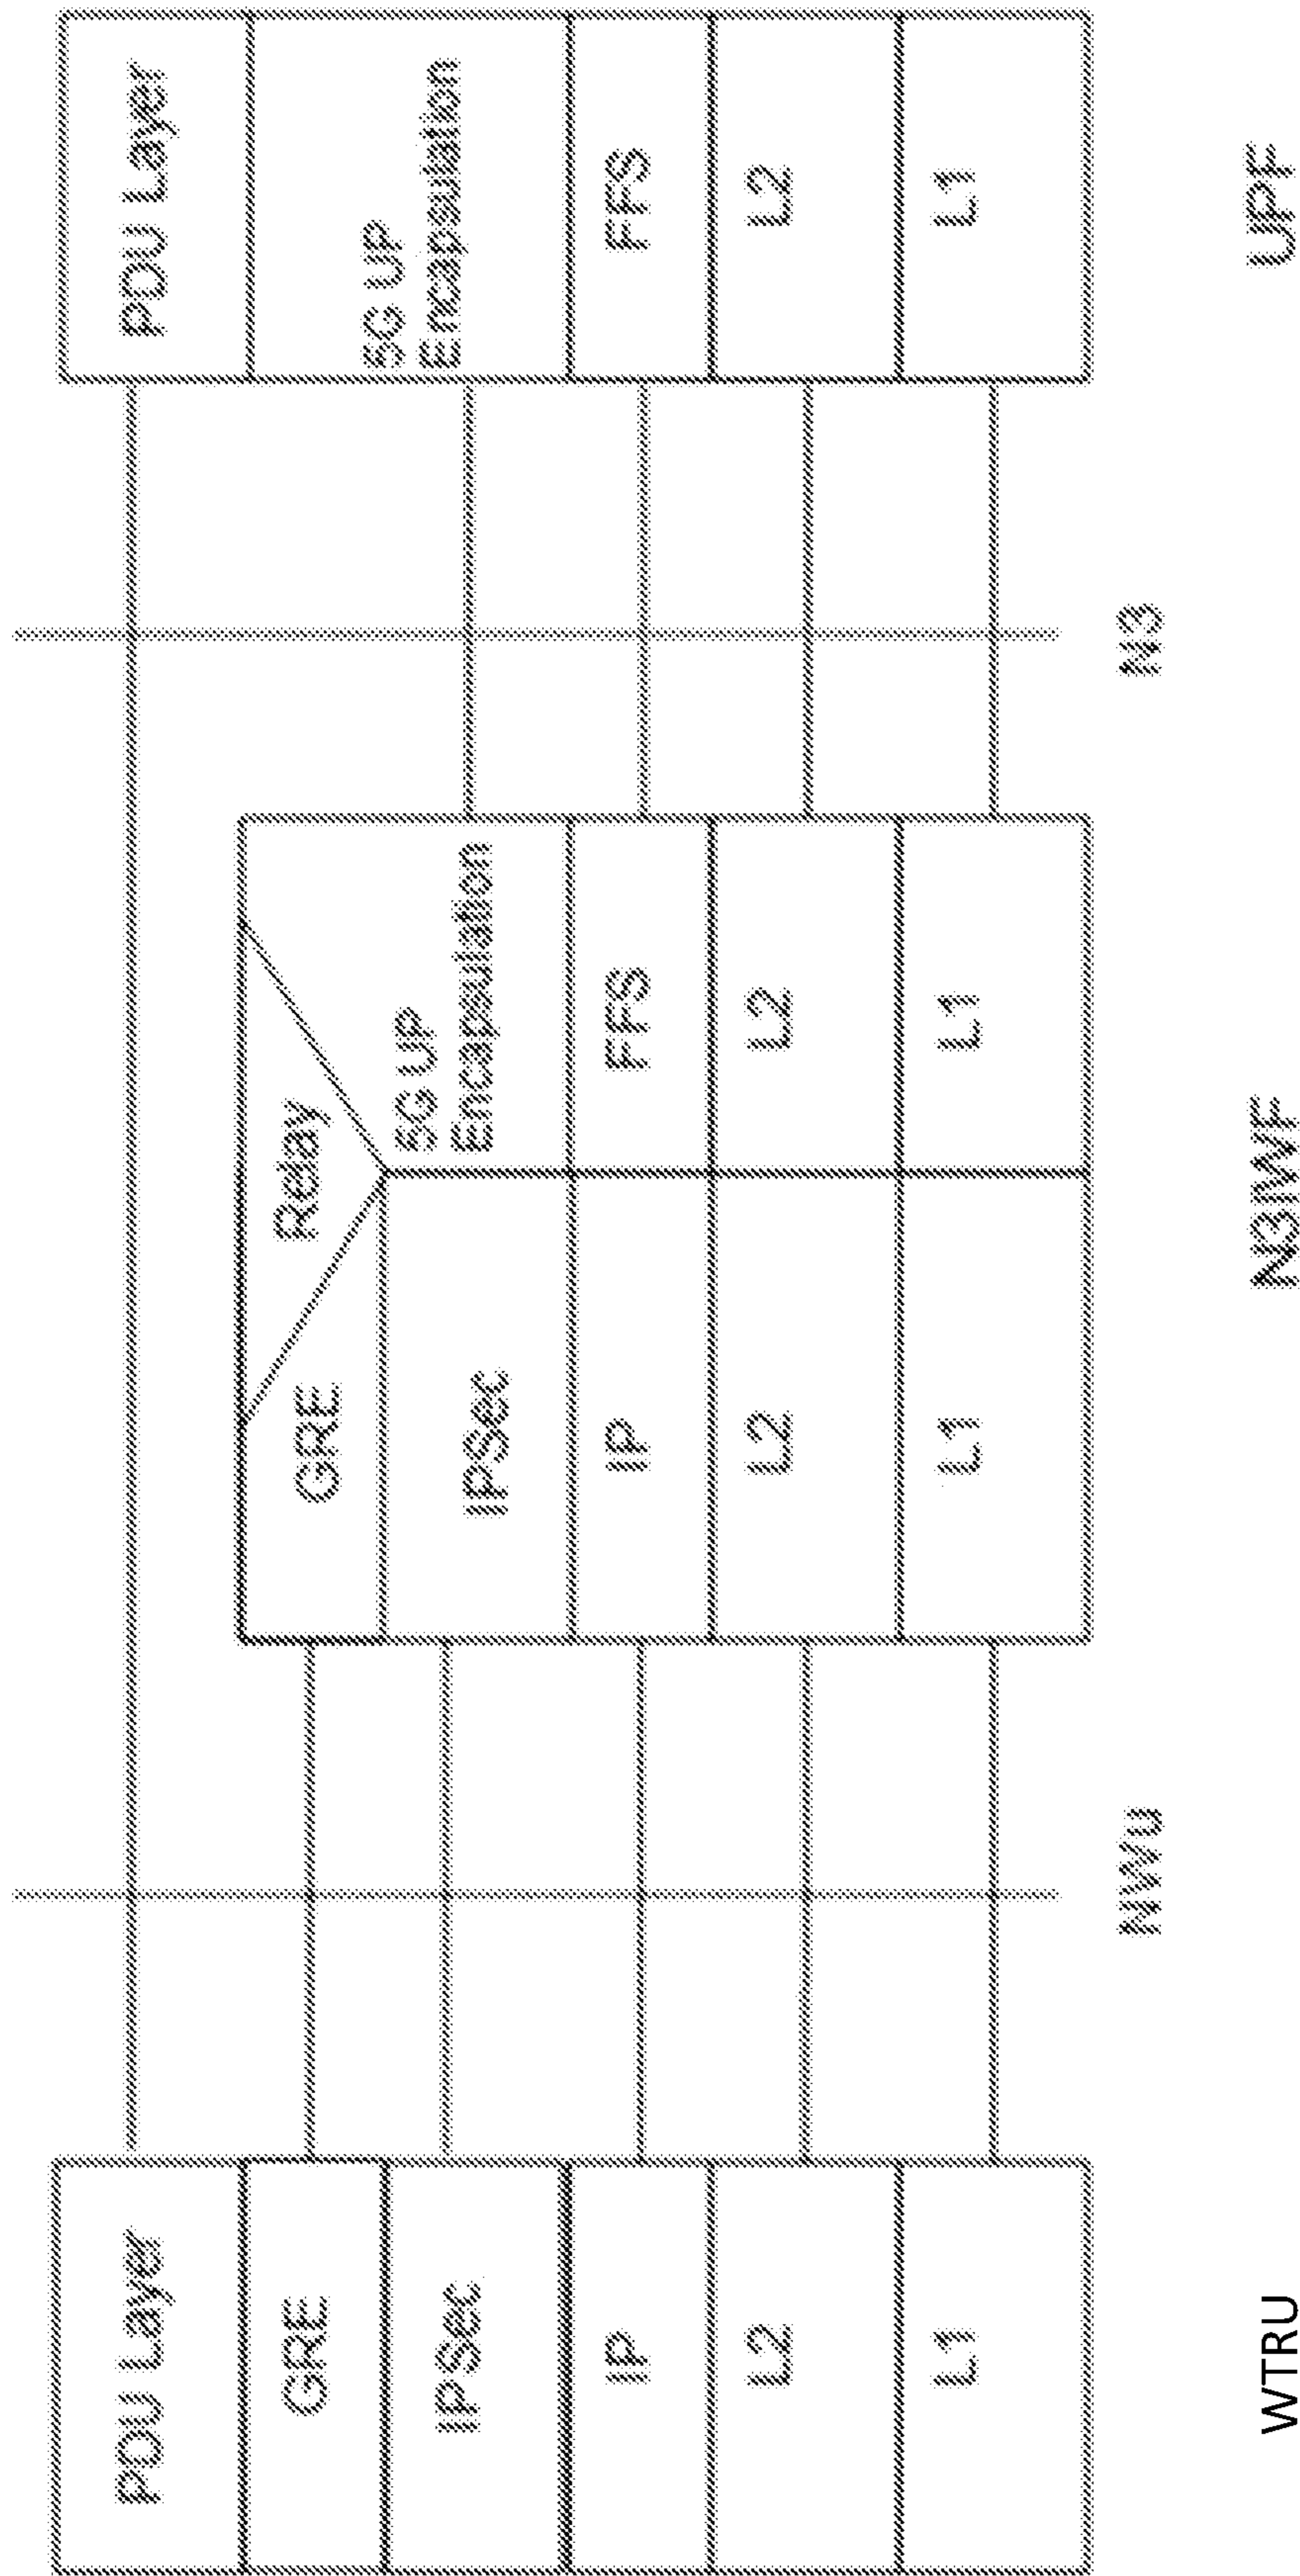 PDU Layer
GRE
IPSec
IP
L2
L1
WTRU
NWu
GRE
Relay
IPSec
IP
L2
L1
5G UP
Encapsulation
FFS
L2
L1
N3IWF
N3
PDU Layer
5G UP
Encapsulation
FFS
L2
L1
UPF